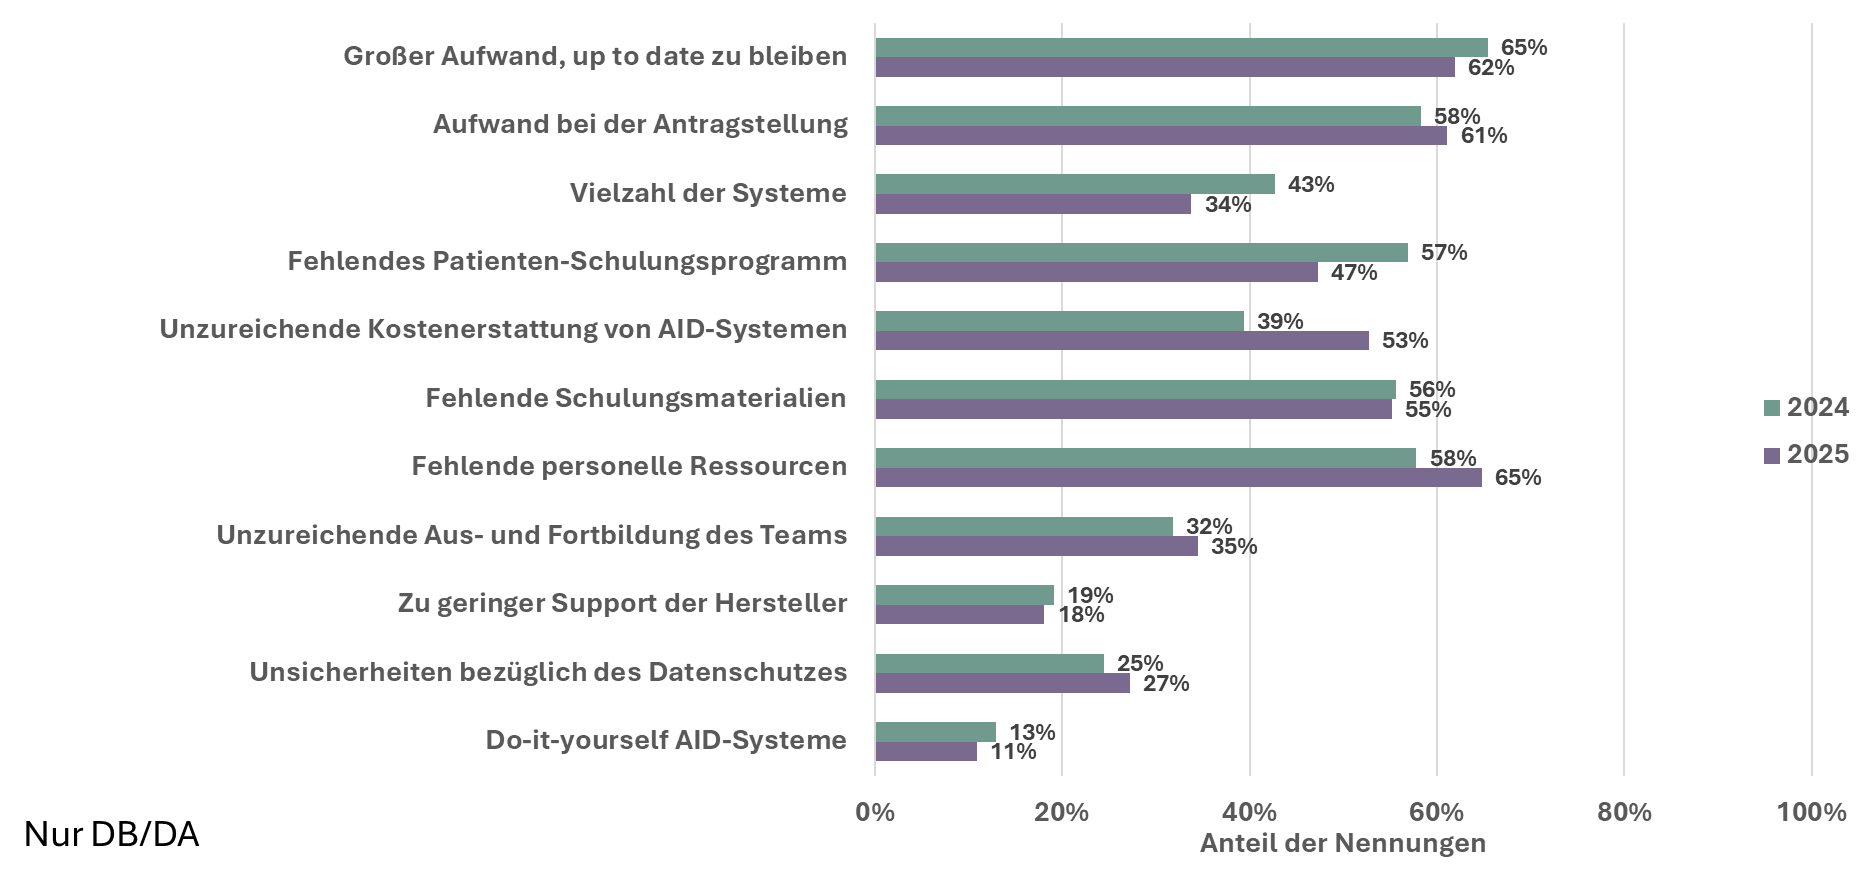 Großer Aufwand, up to date zu bleiben
65%
62%
Aufwand bei der Antragstellung
58%
61%
Vielzahl der Systeme
43%
34%
Fehlendes Patienten-Schulungsprogramm
57%
47%
Unzureichende Kostenerstattung von AID-Systemen
39%
53%
Fehlende Schulungsmaterialien
56%
55%
Fehlende personelle Ressourcen
58%
65%
Unzureichende Aus- und Fortbildung des Teams
32%
35%
Zu geringer Support der Hersteller
19%
18%
Unsicherheiten bezüglich des Datenschutzes
25%
27%
Do-it-yourself AID-Systeme
13%
11%
2024
2025
0% 20% 40% 60% 80% 100%
Anteil der Nennungen
Nur DB/DA